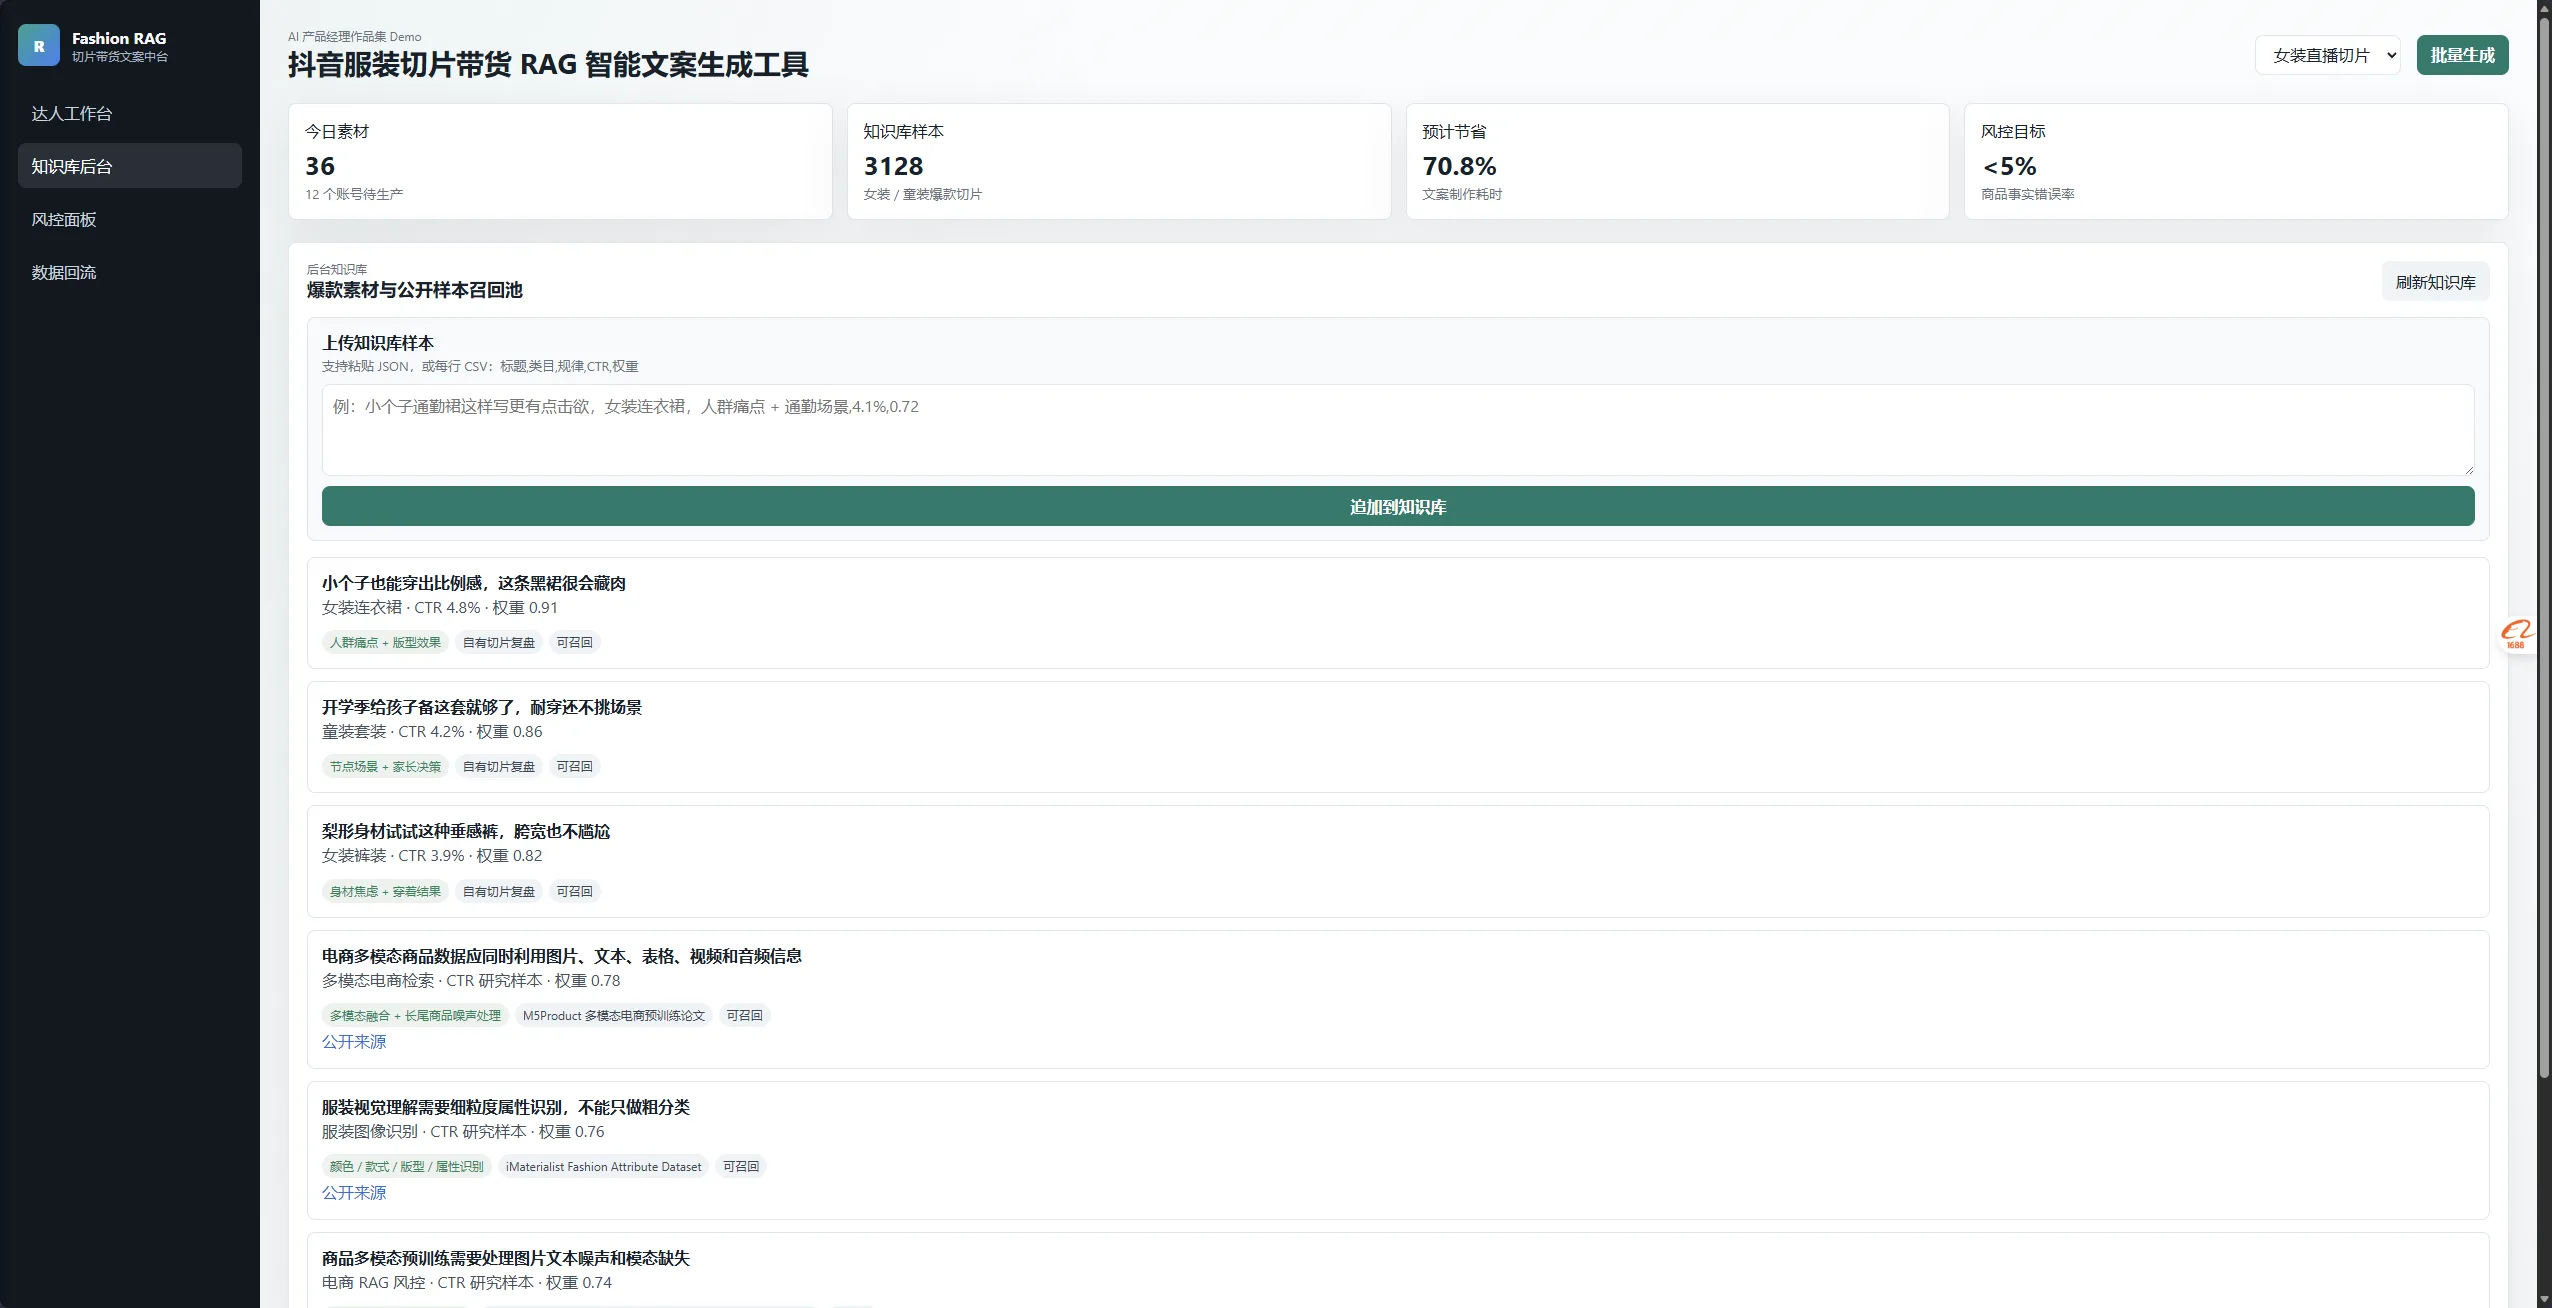 R
Fashion RAG
切片带货文案中台
达人工作台
知识库后台
风控面板
数据回流
AI 产品经理作品集 Demo
抖音服装切片带货 RAG 智能文案生成工具
女装直播切片
批量生成
今日素材
36
12 个账号待生产
知识库样本
3128
女装 / 童装爆款切片
预计节省
70.8%
文案制作耗时
风控目标
<5%
商品事实错误率
后台知识库
爆款素材与公开样本召回池
刷新知识库
上传知识库样本
支持粘贴 JSON，或每行 CSV：标题,类目,规律,CTR,权重
例：小个子通勤裙这样写更有点击欲，女装连衣裙，人群痛点 + 通勤场景,4.1%,0.72
追加到知识库
小个子也能穿出比例感，这条黑裙很会藏肉
女装连衣裙 · CTR 4.8% · 权重 0.91
人群痛点 + 版型效果 自有切片复盘 可召回
开学季给孩子备这套就够了，耐穿还不挑场景
童装套装 · CTR 4.2% · 权重 0.86
节点场景 + 家长决策 自有切片复盘 可召回
梨形身材试试这种垂感裤，胯宽也不尴尬
女装裤装 · CTR 3.9% · 权重 0.82
身材焦虑 + 穿着结果 自有切片复盘 可召回
电商多模态商品数据应同时利用图片、文本、表格、视频和音频信息
多模态电商检索 · CTR 研究样本 · 权重 0.78
多模态融合 + 长尾商品噪声处理 M5Product 多模态电商预训练论文 可召回
公开来源
服装视觉理解需要细粒度属性识别，不能只做粗分类
服装图像识别 · CTR 研究样本 · 权重 0.76
颜色 / 款式 / 版型 / 属性识别 iMaterialist Fashion Attribute Dataset 可召回
公开来源
商品多模态预训练需要处理图片文本噪声和模态缺失
电商 RAG 风控 · CTR 研究样本 · 权重 0.74
1688